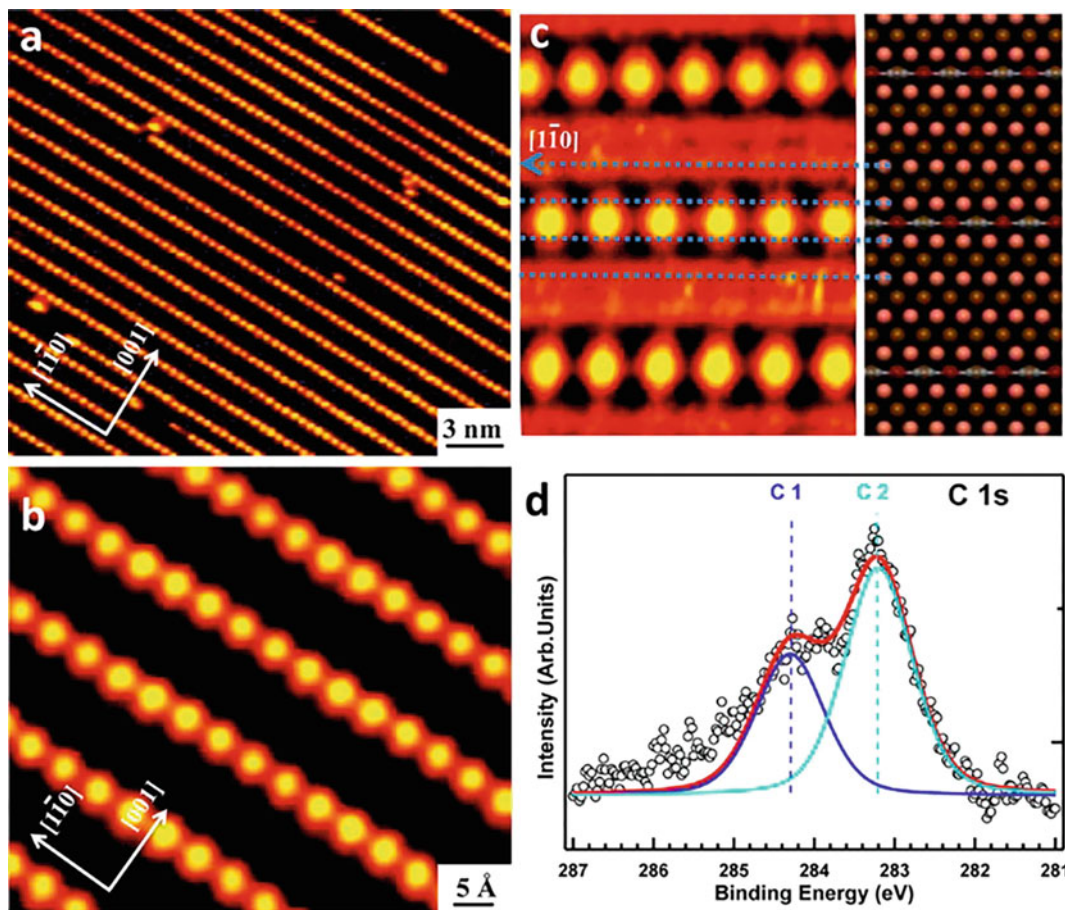 a
[11̄0]
[001]
3 nm
b
[11̄0]
[001]
5 Å
c
[11̄0]
d
C 1
C 2
C 1s
Intensity (Arb.Units)
287 286 285 284 283 282 281
Binding Energy (eV)